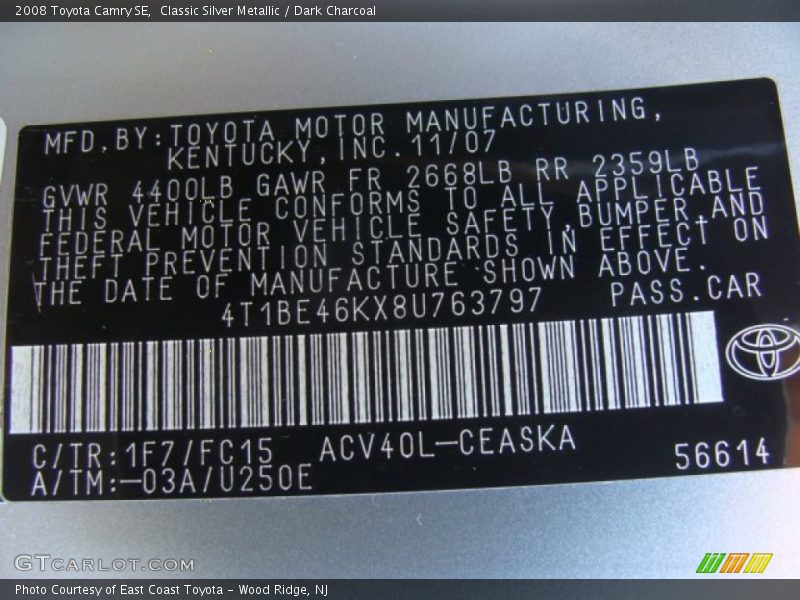 2008 Toyota Camry SE, Classic Silver Metallic / Dark Charcoal
MFD.BY:TOYOTA MOTOR MANUFACTURING,
KENTUCKY,INC.11/07
GVWR 4400LB GAWR FR 2668LB RR 2359LB
THIS VEHICLE CONFORMS TO ALL APPLICABLE
FEDERAL MOTOR VEHICLE SAFETY,BUMPER,AND
THEFT PREVENTION STANDARDS IN EFFECT ON
THE DATE OF MANUFACTURE SHOWN ABOVE.
4T1BE46KX8U763797 PASS.CAR
C/TR:1F7/FC15 ACV40L-CEASKA
A/TM:-03A/U250E 56614
GTCARLOT.COM
Photo Courtesy of East Coast Toyota - Wood Ridge, NJ